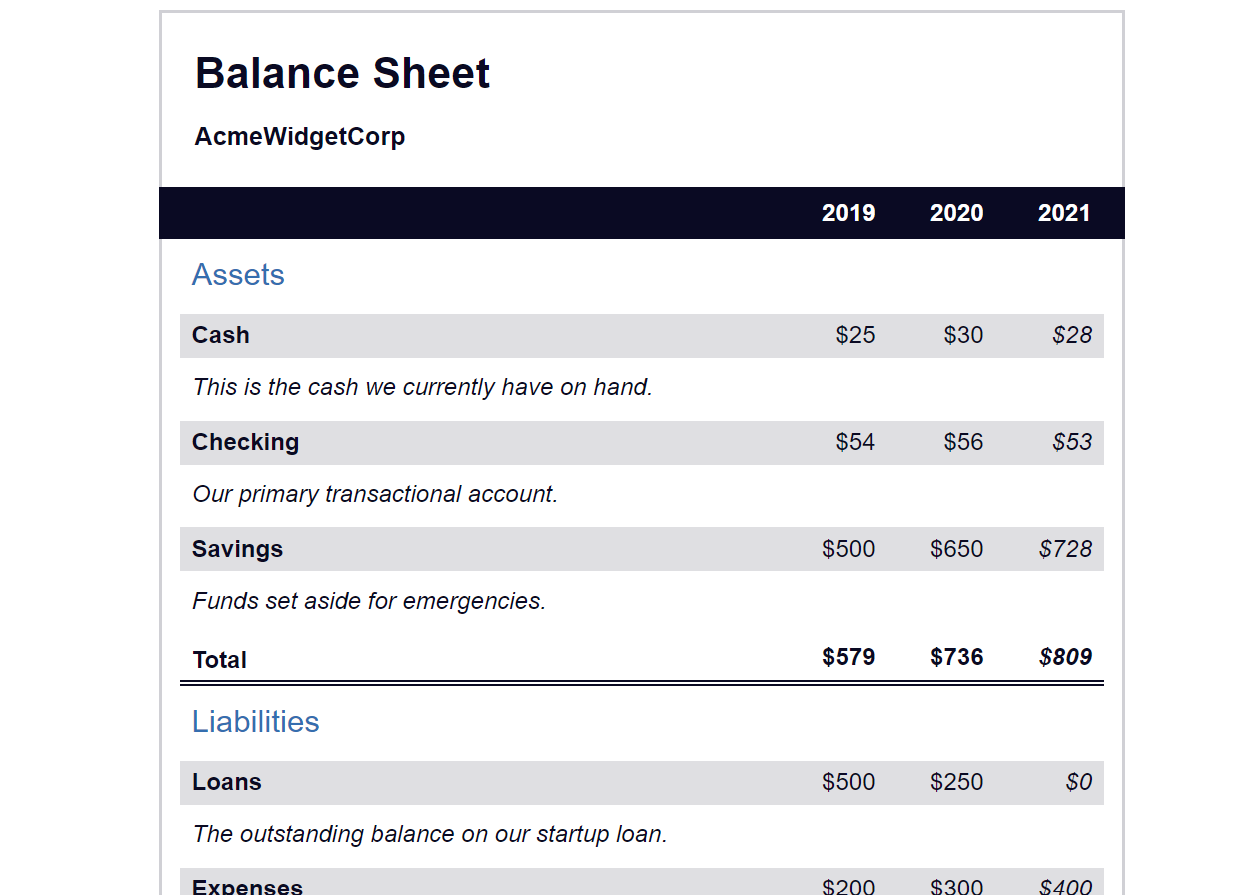 Balance Sheet
AcmeWidgetCorp
2019 2020 2021
Assets
Cash $25 $30 $28
This is the cash we currently have on hand.
Checking $54 $56 $53
Our primary transactional account.
Savings $500 $650 $728
Funds set aside for emergencies.
Total $579 $736 $809
Liabilities
Loans $500 $250 $0
The outstanding balance on our startup loan.
Expenses $200 $300 $400